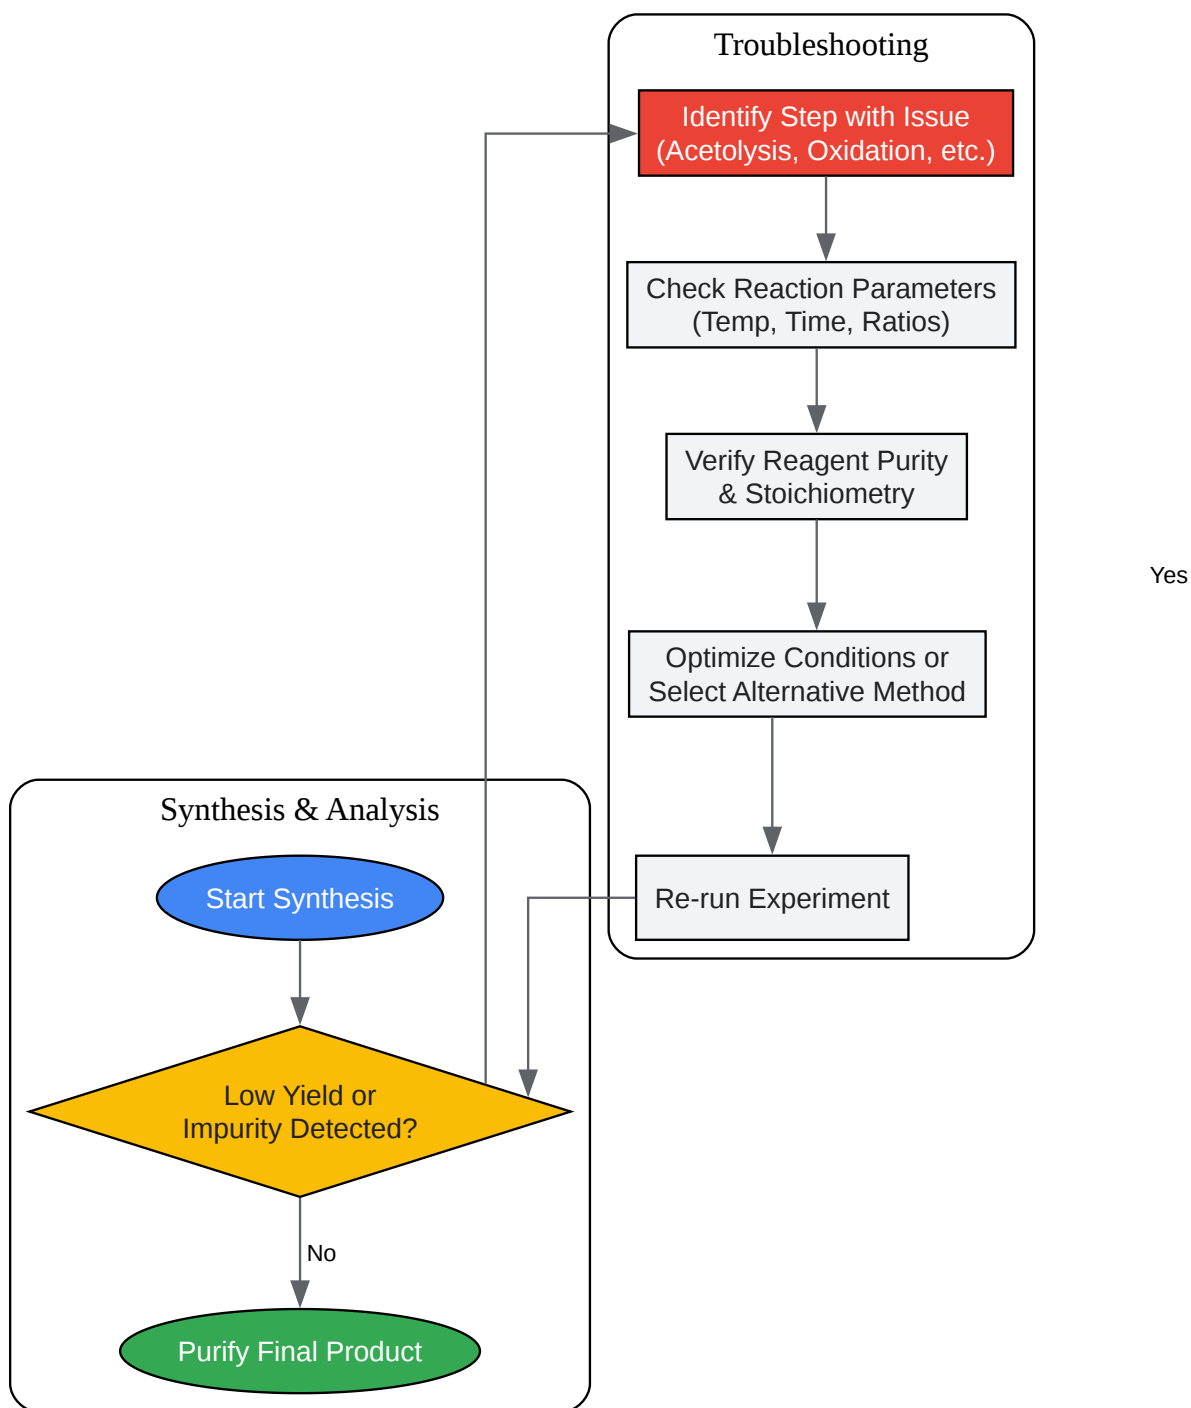 Troubleshooting
Identify Step with Issue
(Acetolysis, Oxidation, etc.)
Check Reaction Parameters
(Temp, Time, Ratios)
Verify Reagent Purity
& Stoichiometry
Yes
Optimize Conditions or
Select Alternative Method
Re-run Experiment
Synthesis & Analysis
Start Synthesis
Low Yield or
Impurity Detected?
No
Purify Final Product